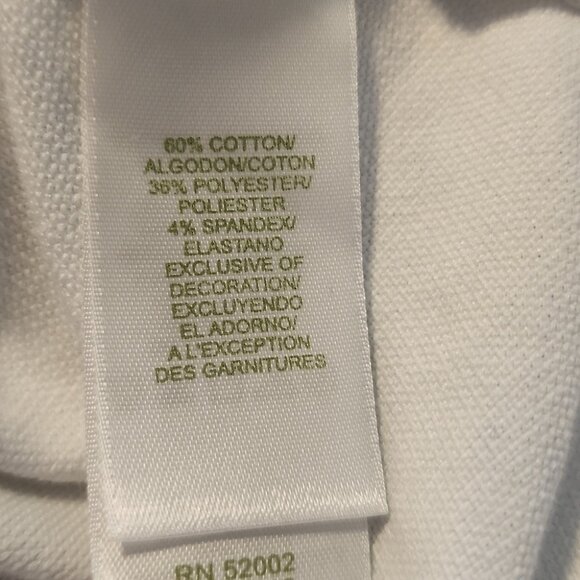 60% COTTON/
ALGODON/COTON
36% POLYESTER/
POLIESTER
4% SPANDEX/
ELASTANO
EXCLUSIVE OF
DECORATION/
EXCLUYENDO
EL ADORNO/
A L'EXCEPTION
DES GARNITURES
RN 52002